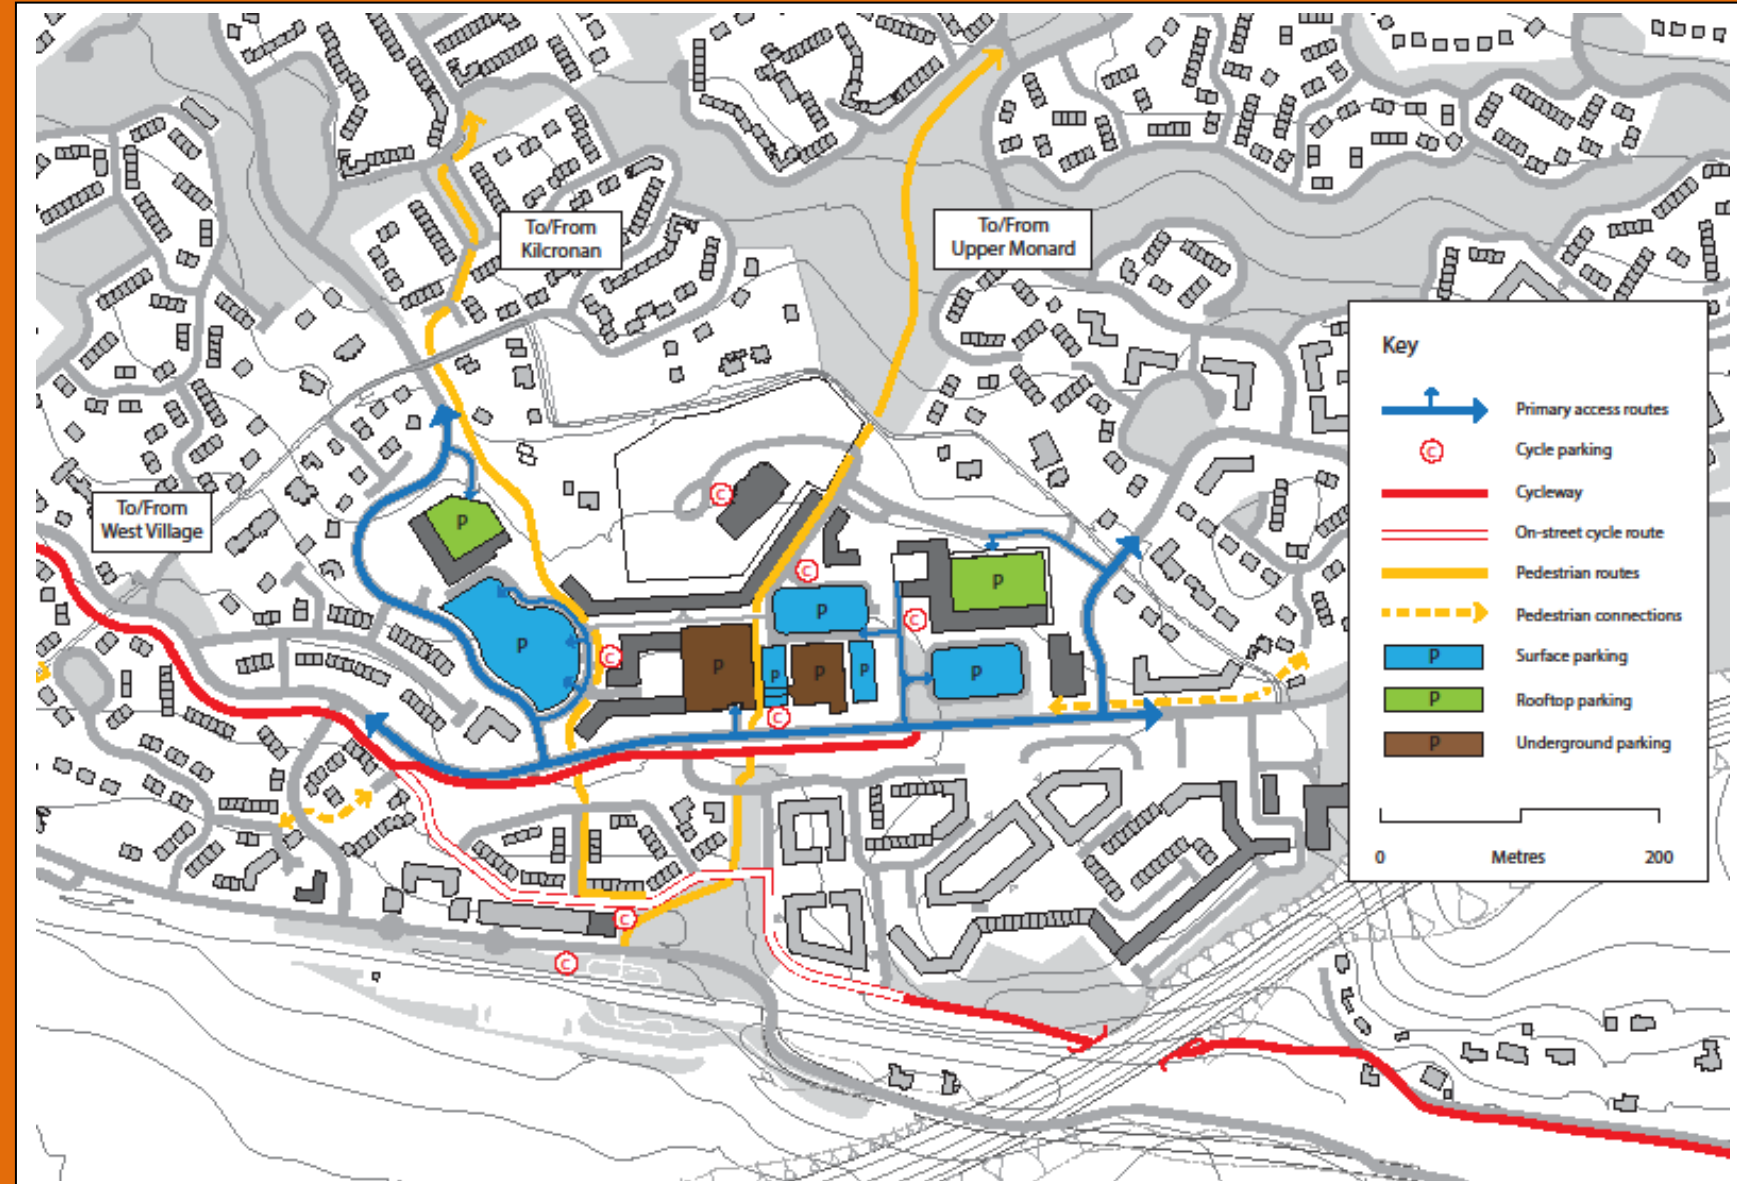 To/From
Kilcronan
To/From
Upper Monard
To/From
West Village
C
P
P
C
C
P
P
C
C
P
P
P
P
P
P
C
C
C
Key
Primary access routes
C
Cycle parking
Cycleway
On-street cycle route
Pedestrian routes
Pedestrian connections
P
Surface parking
P
Rooftop parking
P
Underground parking
0
Metres
200